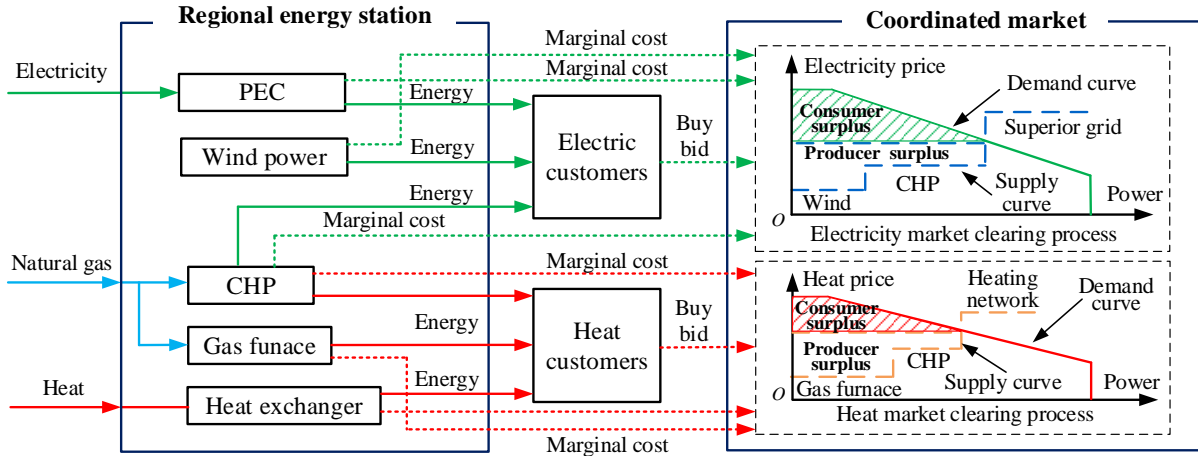 Regional energy station
Coordinated market
Electricity
PEC
Energy
Marginal cost
Marginal cost
Wind power
Energy
Electric
customers
Buy
bid
Energy
Marginal cost
Natural gas
CHP
Marginal cost
Gas funace
Energy
Heat
customers
Buy
bid
Heat
Heat exchanger
Energy
Marginal cost
Electricity price
Demand curve
Consumer
surplus
Superior grid
Producer surplus
CHP
Supply
curve
Wind
Power
O
Electricity market clearing process
Heat price
Heating
network
Demand
curve
Consumer
surplus
Producer
surplus
CHP
Gas furnace
Supply curve
Power
O
Heat market clearing process